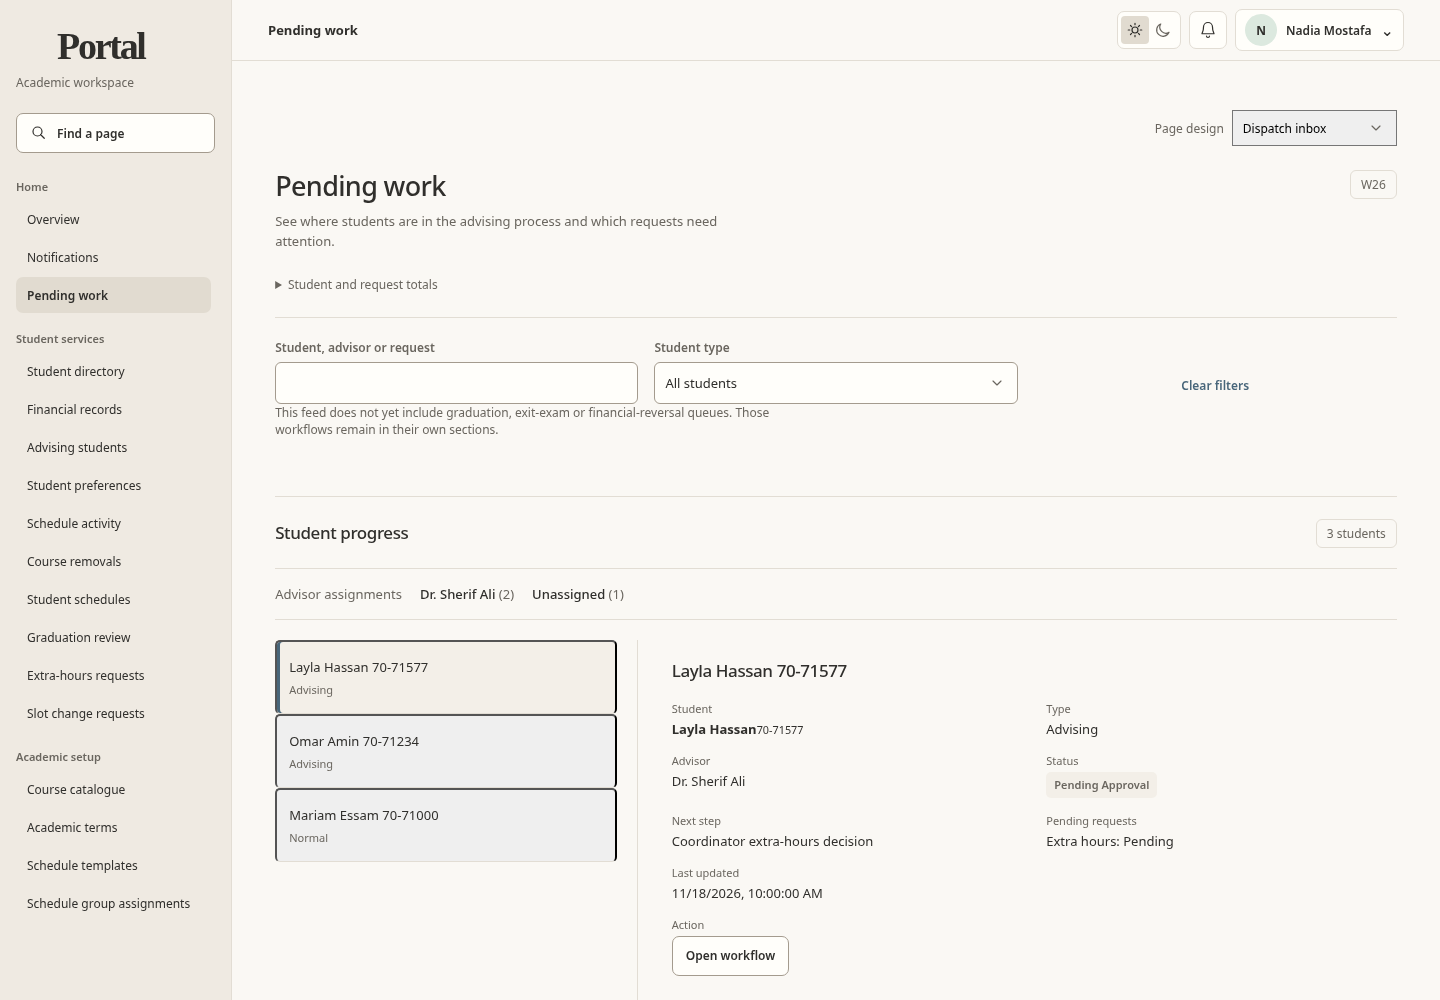 Portal
Academic workspace
Find a page
Home
Overview
Notifications
Pending work
Student services
Student directory
Financial records
Advising students
Student preferences
Schedule activity
Course removals
Student schedules
Graduation review
Extra-hours requests
Slot change requests
Academic setup
Course catalogue
Academic terms
Schedule templates
Schedule group assignments
Pending work
N Nadia Mostafa
Page design Dispatch inbox
Pending work
W26
See where students are in the advising process and which requests need
attention.
Student and request totals
Student, advisor or request
Student type
All students
Clear filters
This feed does not yet include graduation, exit-exam or financial-reversal queues. Those
workflows remain in their own sections.
Student progress
3 students
Advisor assignments Dr. Sherif Ali (2) Unassigned (1)
Layla Hassan 70-71577
Advising
Omar Amin 70-71234
Advising
Mariam Essam 70-71000
Normal
Layla Hassan 70-71577
Student
Layla Hassan70-71577
Type
Advising
Advisor
Dr. Sherif Ali
Status
Pending Approval
Next step
Coordinator extra-hours decision
Pending requests
Extra hours: Pending
Last updated
11/18/2026, 10:00:00 AM
Action
Open workflow